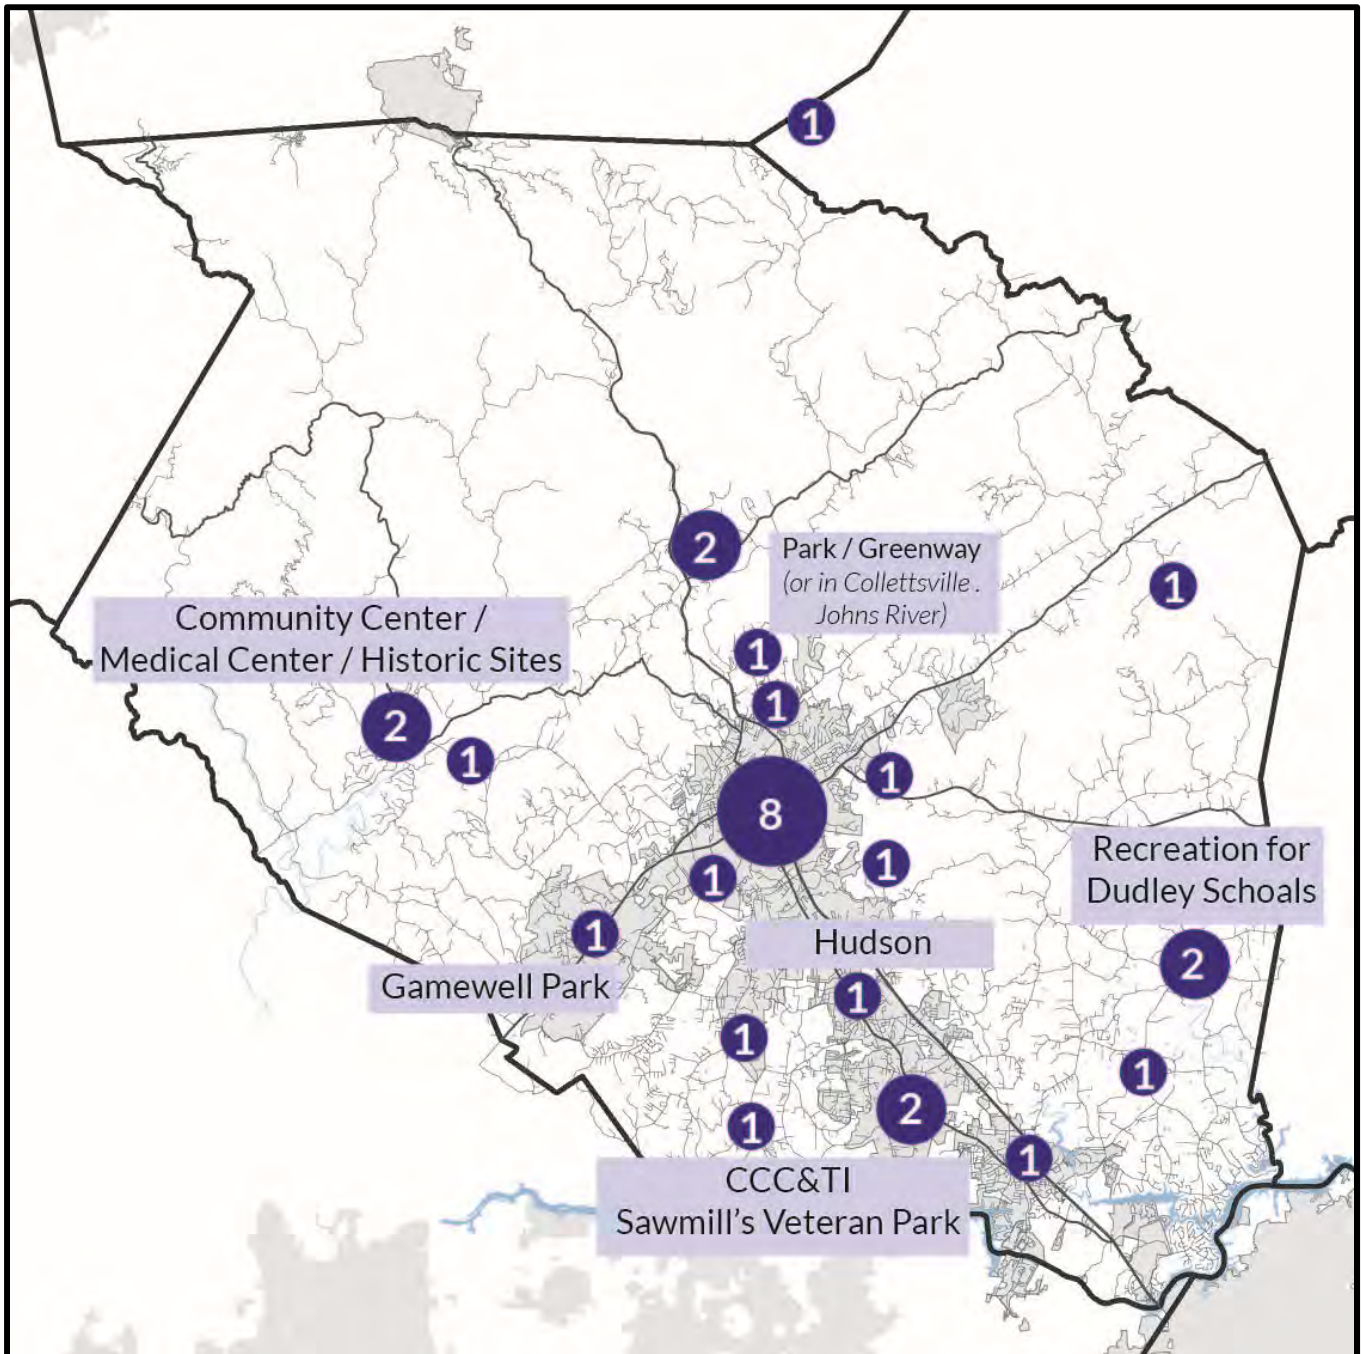 1
2
Park / Greenway
(or in Collettsville .
Johns River)
1
Community Center /
Medical Center / Historic Sites
1
1
2
1
1
8
1
1
Recreation for
Dudley Schoals
1
Hudson
2
Gamewell Park
1
1
1
2
1
1
CCC&TI
Sawmill's Veteran Park